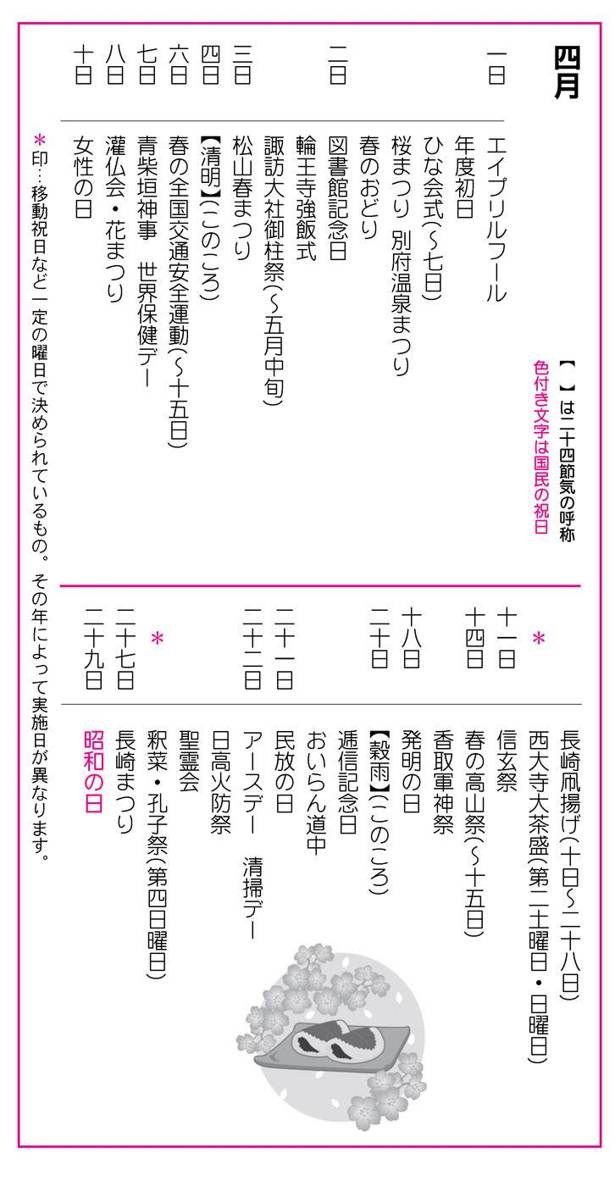 四月
【　】は二十四節気の呼称
色付き文字は国民の祝日
一日　エイプリルフール
年度初日
ひな会式(〜七日)
桜まつり　別府温泉まつり
春のおどり
二日　図書館記念日
輪王寺強飯式
諏訪大社御柱祭(〜五月中旬)
三日　松山春まつり
四日　【清明】(このころ)
六日　春の全国交通安全運動(〜十五日)
七日　青柴垣神事　世界保健デー
八日　灌仏会・花まつり
十日　女性の日
長崎凧揚げ(十日〜二十八日)
＊　西大寺大茶盛(第二土曜日・日曜日)
十一日　信玄祭
十四日　春の高山祭(〜十五日)
香取軍神祭
十八日　発明の日
二十日　【穀雨】(このころ)
逓信記念日
おいらん道中
二十一日　民放の日
二十二日　アースデー　清掃デー
日高火防祭
聖霊会
＊　釈菜・孔子祭(第四日曜日)
二十七日　長崎まつり
二十九日　昭和の日
＊印…移動祝日など一定の曜日で決められているもの。その年によって実施日が異なります。